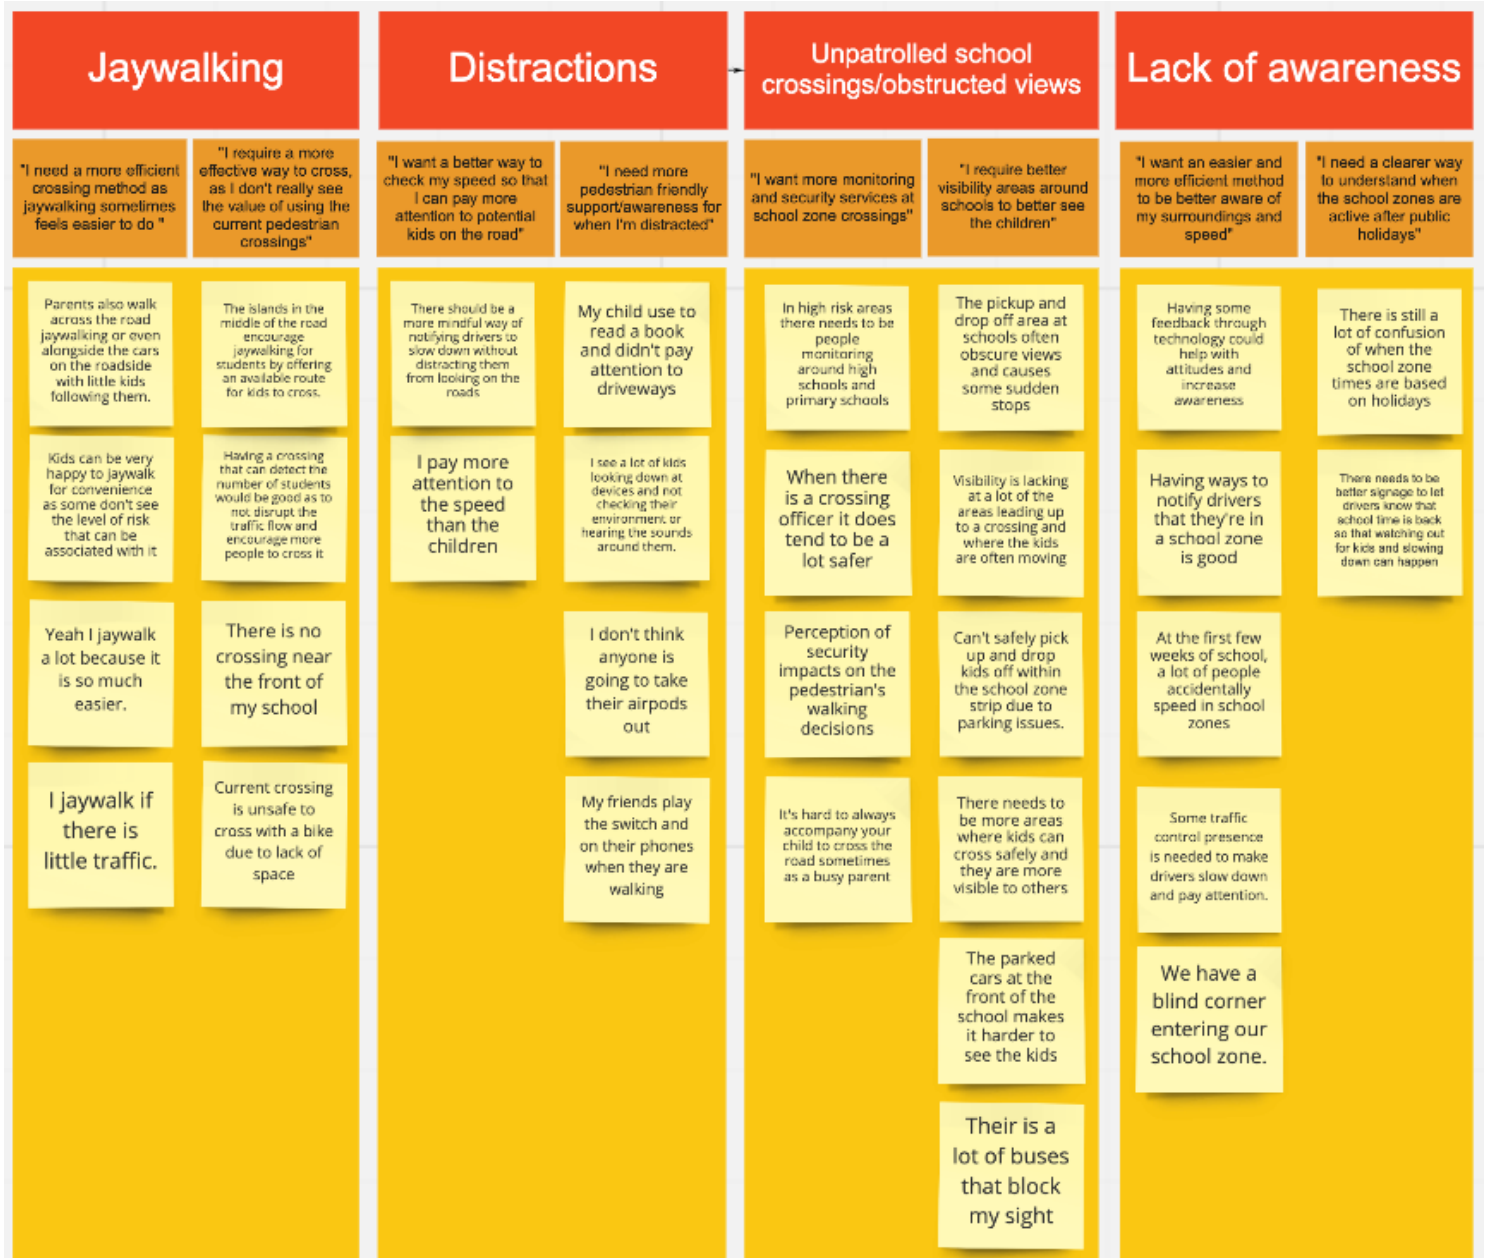 Jaywalking
"I need a more efficient
crossing method as
jaywalking sometimes
feels easier to do "
"I require a more
effective way to cross,
as I don't really see
the value of using the
current pedestrian
crossings"
Parents also walk
across the road
jaywalking or even
alongside the cars
on the roadside
with little kids
following them.
Kids can be very
happy to jaywalk
for convenience
as some don't see
the level of risk
that can be
associated with it
Yeah I jaywalk
a lot because it
is so much
easier.
I jaywalk if
there is
little traffic.
The islands in the
middle of the road
encourage
jaywalking for
students by offering
an available route
for kids to cross.
Having a crossing
that can detect the
number of students
would be good as to
not disrupt the
traffic flow and
encourage more
people to cross it
There is no
crossing near
the front of
my school
Current crossing
is unsafe to
cross with a bike
due to lack of
space
Distractions
"I want a better way to
check my speed so that
I can pay more
attention to potential
kids on the road"
"I need more
pedestrian friendly
support/awareness for
when I'm distracted"
There should be a
more mindful way of
notifying drivers to
slow down without
distracting them
from looking on the
roads
I pay more
attention to
the speed
than the
children
My child use to
read a book
and didn't pay
attention to
driveways
I see a lot of kids
looking down at
devices and not
checking their
environment or
hearing the sounds
around them.
I don't think
anyone is
going to take
their airpods
out
My friends play
the switch and
on their phones
when they are
walking
Unpatrolled school
crossings/obstructed views
"I want more monitoring
and security services at
school zone crossings"
"I require better
visibility areas around
schools to better see
the children"
In high risk areas
there needs to be
people
monitoring
around high
schools and
primary schools
When there
is a crossing
officer it does
tend to be a
lot safer
Perception of
security
impacts on the
pedestrian's
walking
decisions
It's hard to always
accompany your
child to cross the
road sometimes
as a busy parent
The pickup and
drop off area at
schools often
obscure views
and causes
some sudden
stops
Visibility is lacking
at a lot of the
areas leading up
to a crossing and
where the kids
are often moving
Can't safely pick
up and drop
kids off within
the school zone
strip due to
parking issues.
There needs to
be more areas
where kids can
cross safely and
they are more
visible to others
The parked
cars at the
front of the
school makes
it harder to
see the kids
Their is a
lot of buses
that block
my sight
Lack of awareness
"I want an easier and
more efficient method
to be better aware of
my surroundings and
speed"
"I need a clearer way
to understand when
the school zones are
aclive after public
holidays"
Having some
feedback through
technology could
help with
attitudes and
increase
awareness
Having ways to
notify drivers
that they're in
a school zone
is good
At the first few
weeks of school,
a lot of people
accidentally
speed in school
zones
Some traffic
control presence
is needed to make
drivers slow down
and pay attention.
We have a
blind corner
entering our
school zone.
There is still a
lot of confusion
of when the
school zone
times are based
on holidays
There needs to be
better signage to let
drivers know that
school time is back
so that watching out
for kids and slowing
down can happen